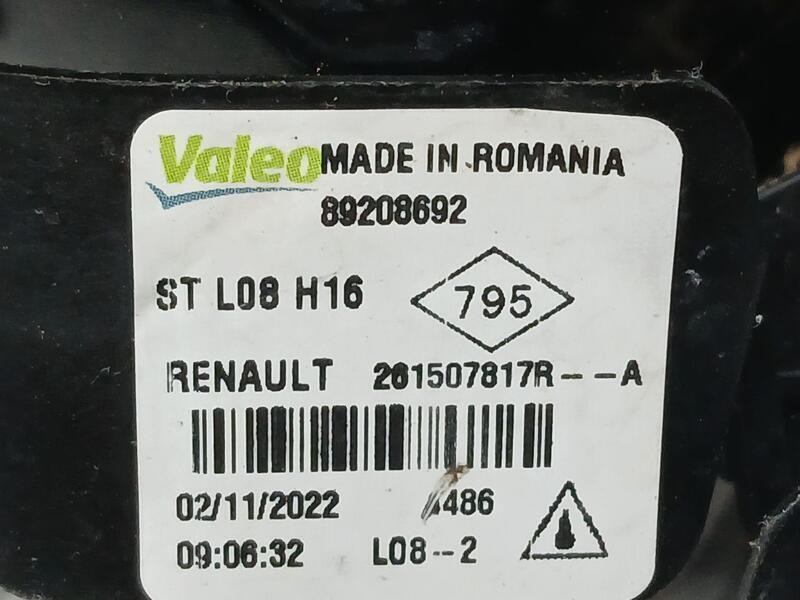 Valeo MADE IN ROMANIA
89208692
ST L08 H16
795
RENAULT 261507817R--A
02/11/2022
09:06:32 L08--2